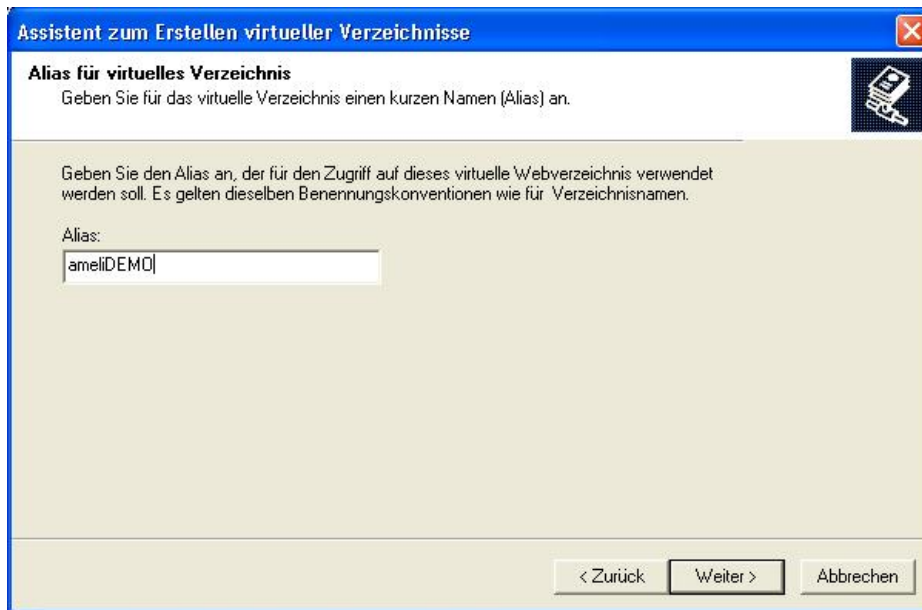 Assistent zum Erstellen virtueller Verzeichnisse
Alias für virtuelles Verzeichnis
Geben Sie für das virtuelle Verzeichnis einen kurzen Namen (Alias) an.
Geben Sie den Alias an, der für den Zugriff auf dieses virtuelle Webverzeichnis verwendet
werden soll. Es gelten dieselben Benennungskonventionen wie für Verzeichnisnamen.
Alias:
ameliDEMO
< Zurück Weiter > Abbrechen